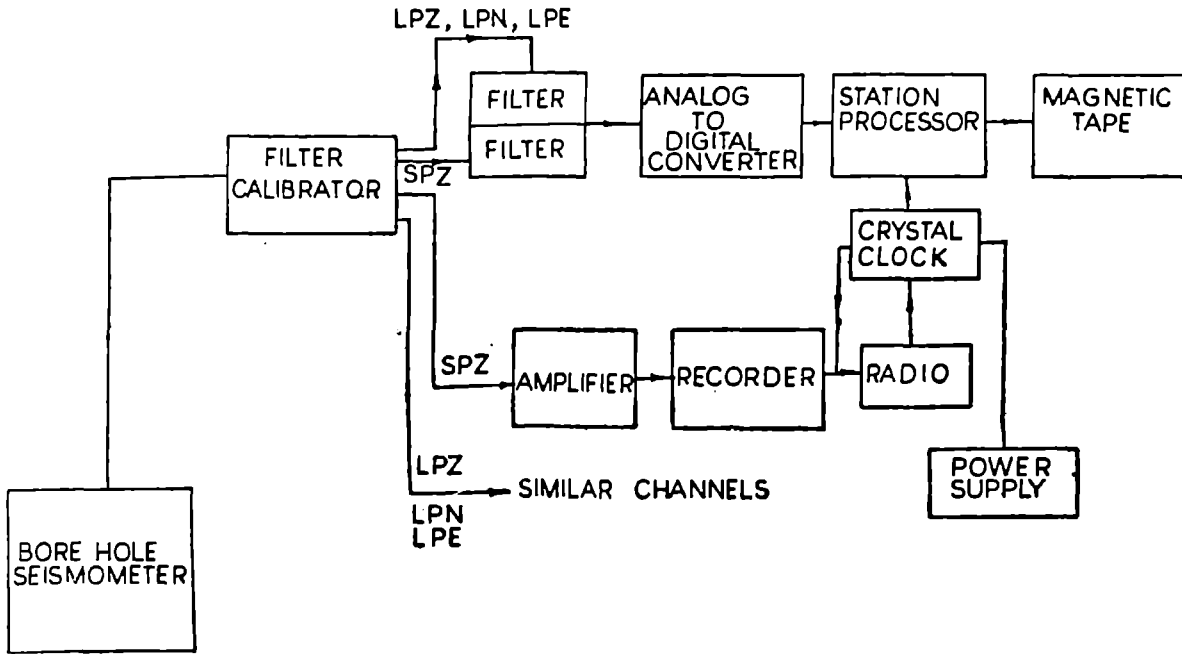 LPZ, LPN, LPE
FILTER
FILTER
ANALOG
TO
DIGITAL
CONVERTER
STATION
PROCESSOR
MAGNETIC
TAPE
FILTER
CALIBRATOR
SPZ
CRYSTAL
CLOCK
SPZ
AMPLIFIER
RECORDER
RADIO
LPZ
SIMILAR CHANNELS
LPN
LPE
POWER
SUPPLY
BORE HOLE
SEISMOMETER